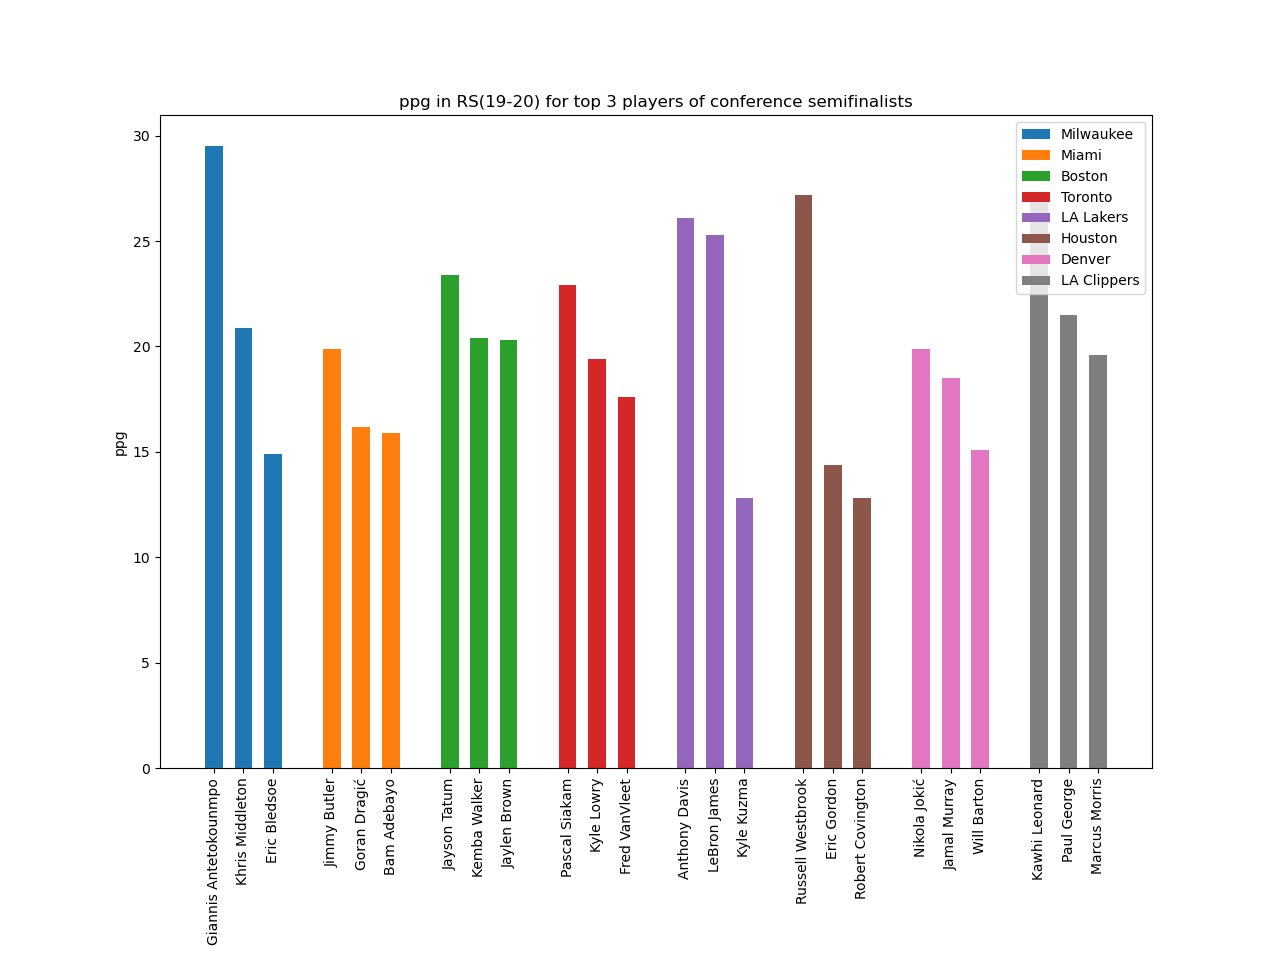 ppg in RS(19-20) for top 3 players of conference semifinalists
30
25
20
15
10
5
0
ppg
Milwaukee
Miami
Boston
Toronto
LA Lakers
Houston
Denver
LA Clippers
Giannis Antetokounmpo
Khris Middleton
Eric Bledsoe
Jimmy Butler
Goran Dragić
Bam Adebayo
Jayson Tatum
Kemba Walker
Jaylen Brown
Pascal Siakam
Kyle Lowry
Fred VanVleet
Anthony Davis
LeBron James
Kyle Kuzma
Russell Westbrook
Eric Gordon
Robert Covington
Nikola Jokić
Jamal Murray
Will Barton
Kawhi Leonard
Paul George
Marcus Morris